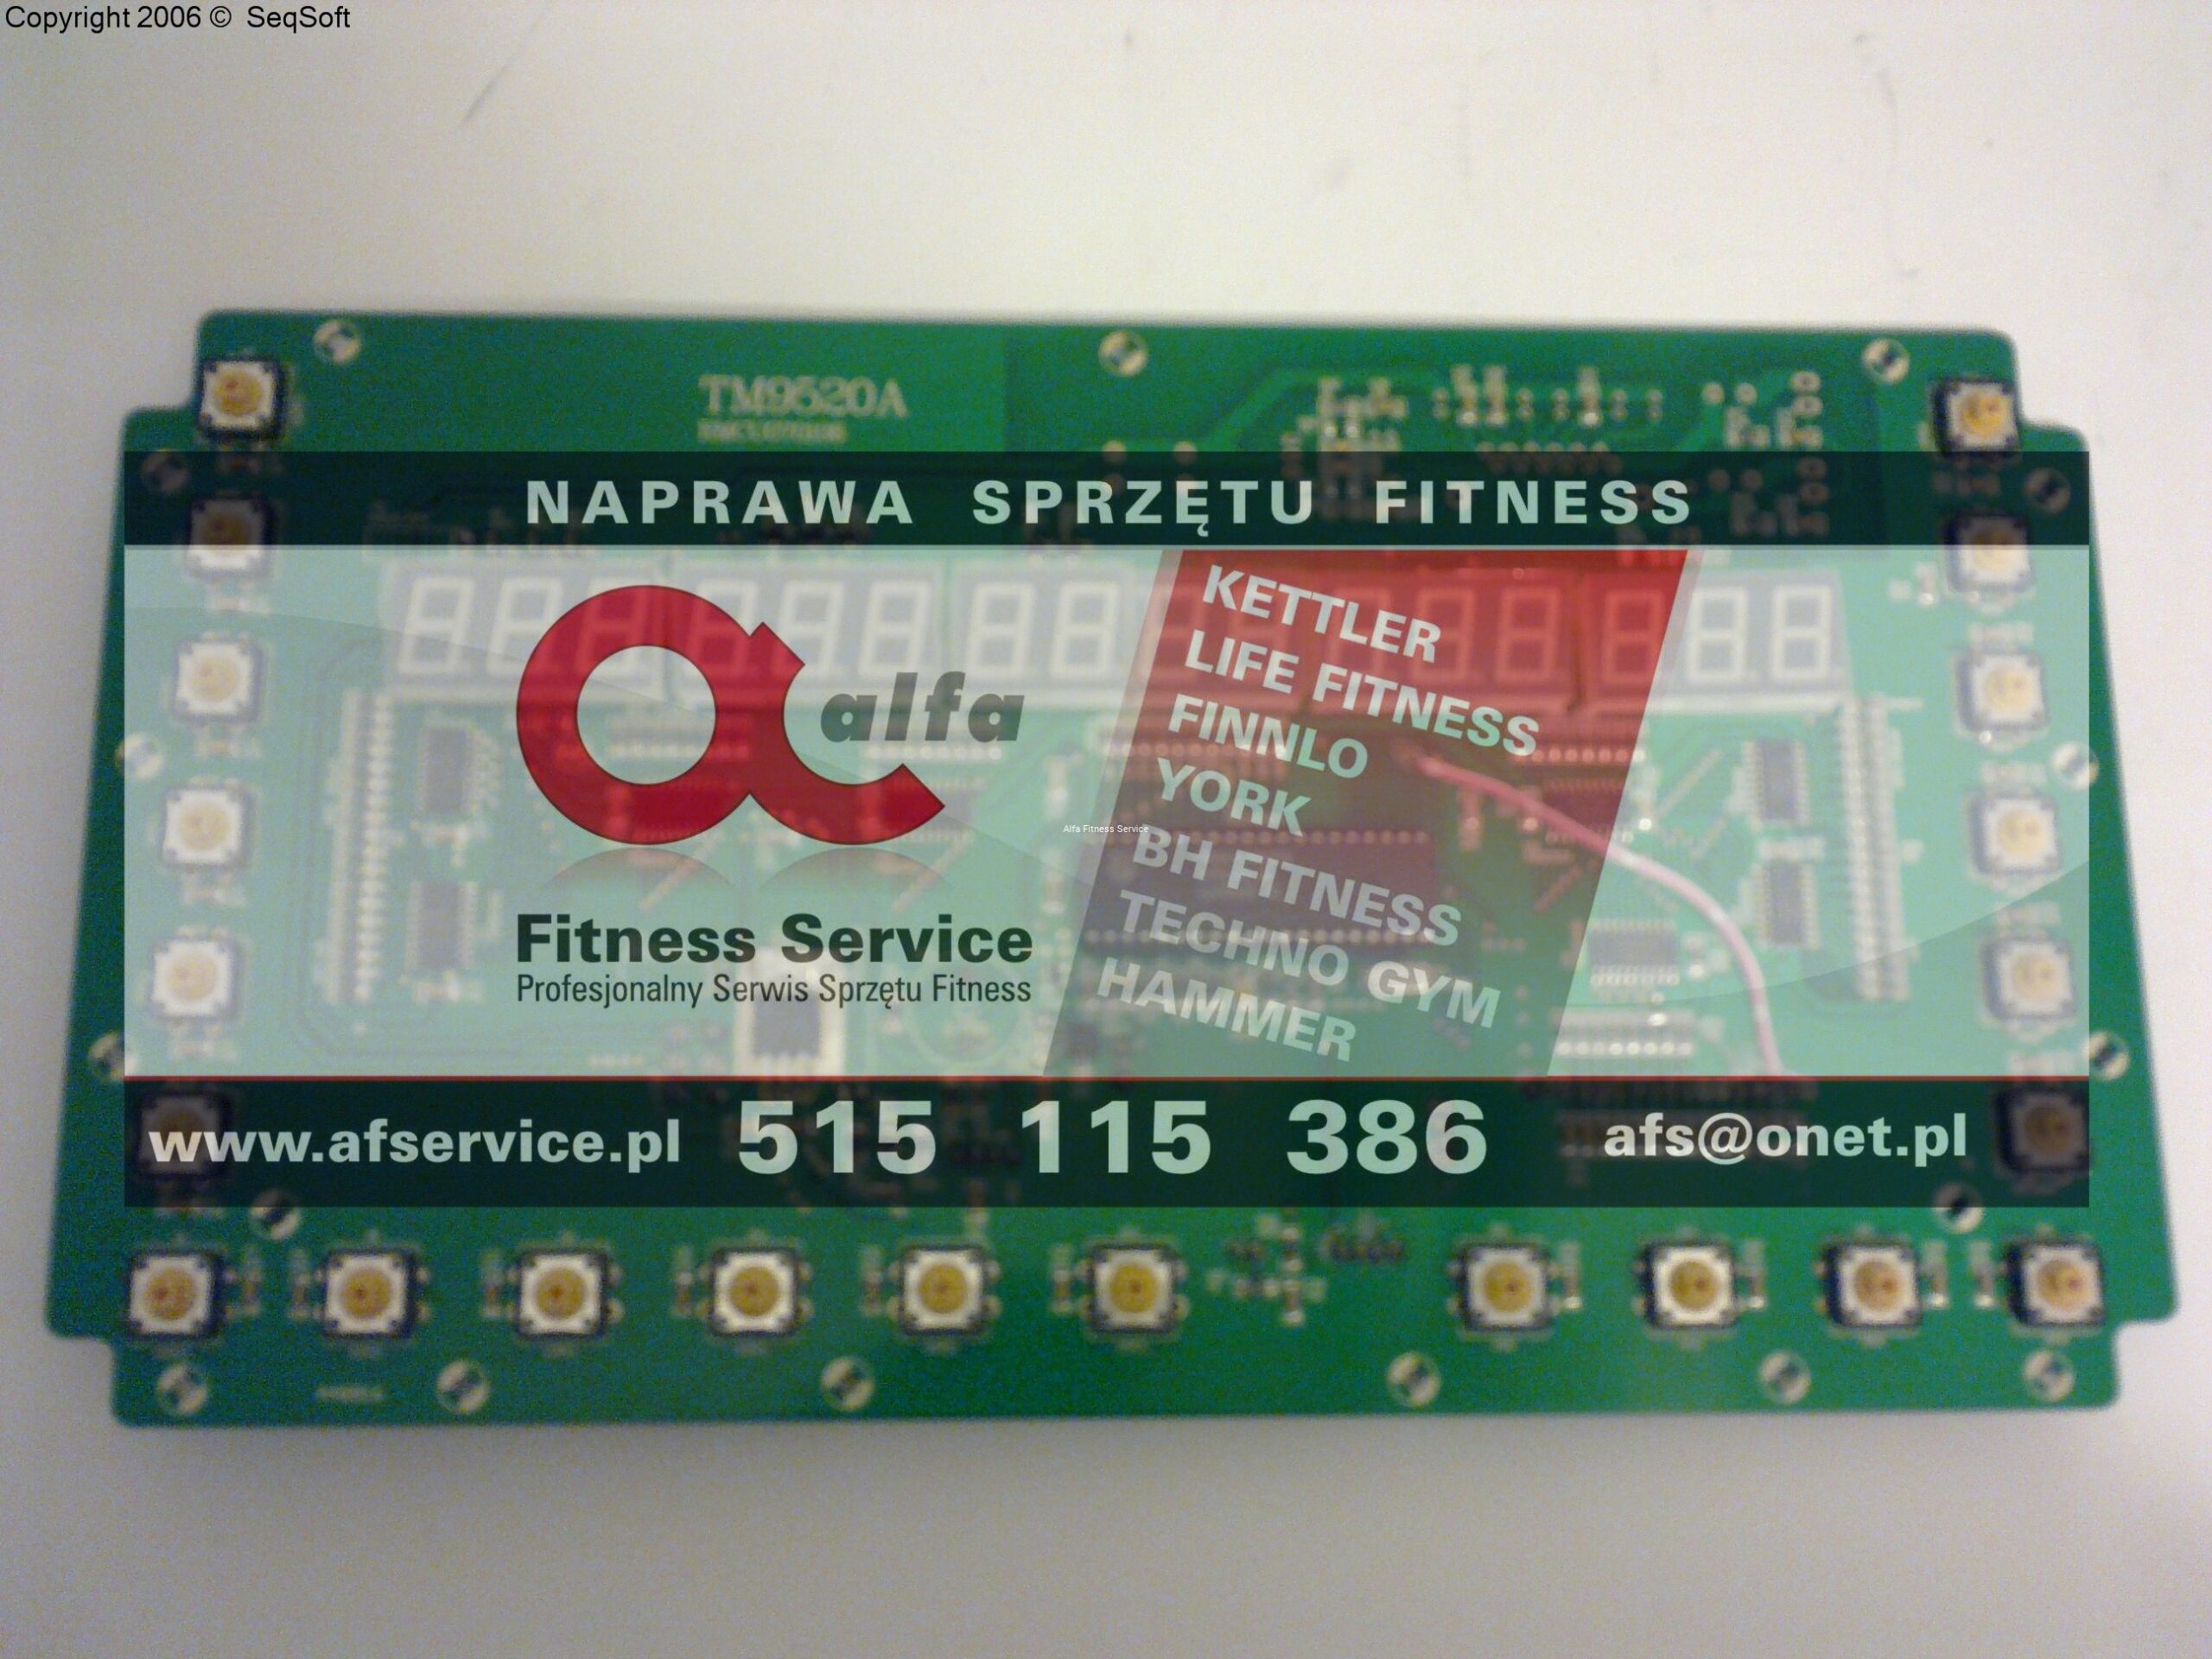 Copyright 2006 © SeqSoft
TM9520A
NAPRAWA SPRZĘTU FITNESS
alfa
Fitness Service
Profesjonalny Serwis Sprzętu Fitness
KETTLER
LIFE FITNESS
FINNLO
YORK
BH FITNESS
TECHNO GYM
HAMMER
Alfa Fitness Service
www.afservice.pl 515 115 386 afs@onet.pl